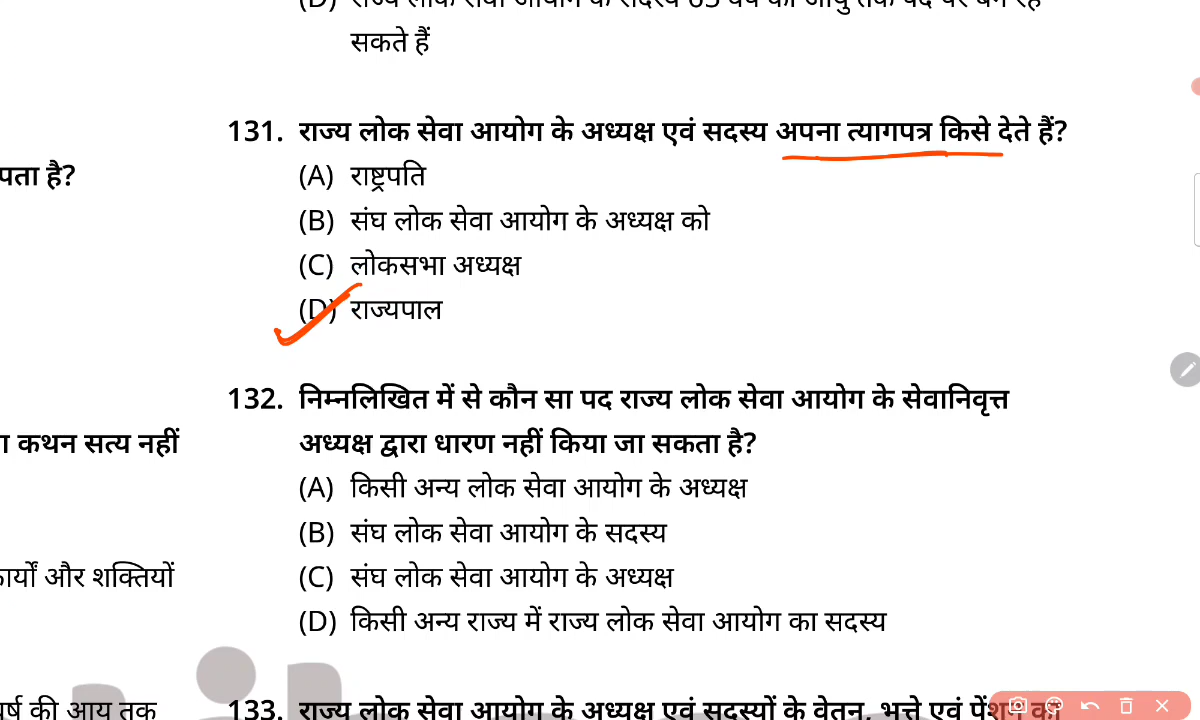 सकते हैं
131. राज्य लोक सेवा आयोग के अध्यक्ष एवं सदस्य अपना त्यागपत्र किसे देते हैं?
(A) राष्ट्रपति
(B) संघ लोक सेवा आयोग के अध्यक्ष को
(C) लोकसभा अध्यक्ष
(D) राज्यपाल
132. निम्नलिखित में से कौन सा पद राज्य लोक सेवा आयोग के सेवानिवृत्त
अध्यक्ष द्वारा धारण नहीं किया जा सकता है?
(A) किसी अन्य लोक सेवा आयोग के अध्यक्ष
(B) संघ लोक सेवा आयोग के सदस्य
(C) संघ लोक सेवा आयोग के अध्यक्ष
(D) किसी अन्य राज्य में राज्य लोक सेवा आयोग का सदस्य
133. राज्य लोक सेवा आयोग के अध्यक्ष एवं सदस्यों के वेतन, भत्ते एवं पेंशन का
है?
कथन सत्य नहीं
और शक्तियों
की आयु तक